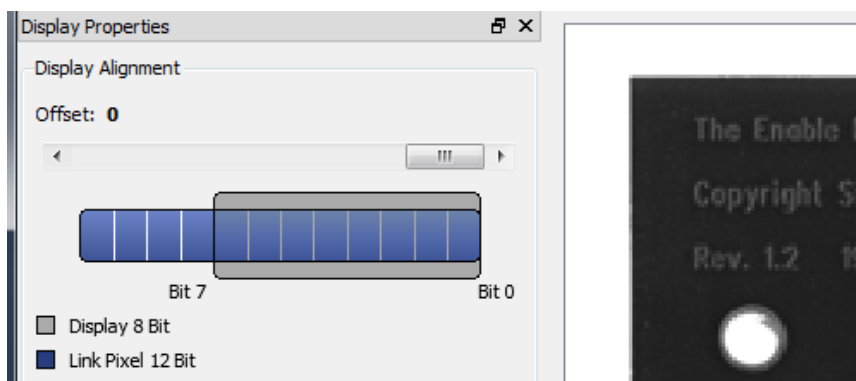 Display Properties
Display Alignment
Offset: 0
Bit 7 Bit 0
Display 8 Bit
Link Pixel 12 Bit
The Enable
Copyright
Rev. 1.2